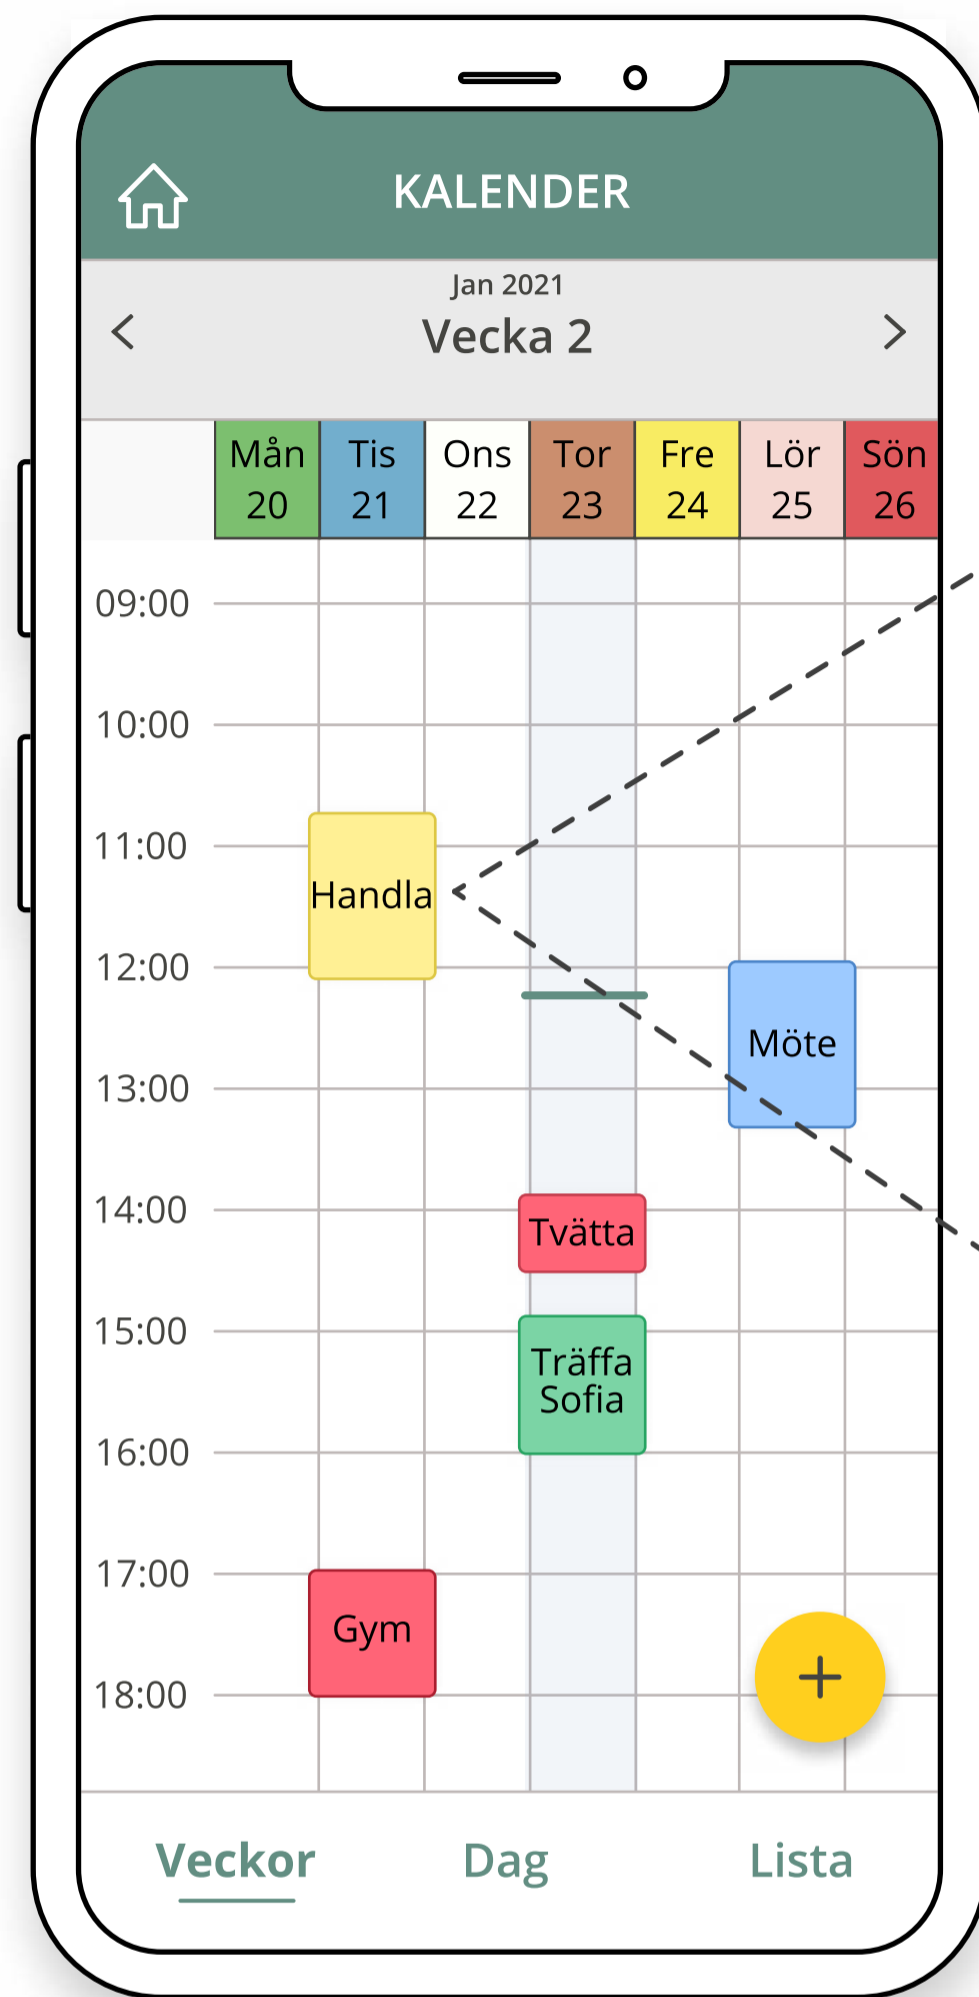 KALENDER
Jan 2021
Vecka 2
Mån Tis Ons Tor Fre Lör Sön
20 21 22 23 24 25 26
09:00
10:00
11:00
Handla
12:00
Möte
13:00
14:00
Tvätta
15:00
Träffa
Sofia
16:00
17:00
Gym
18:00
Veckor Dag Lista